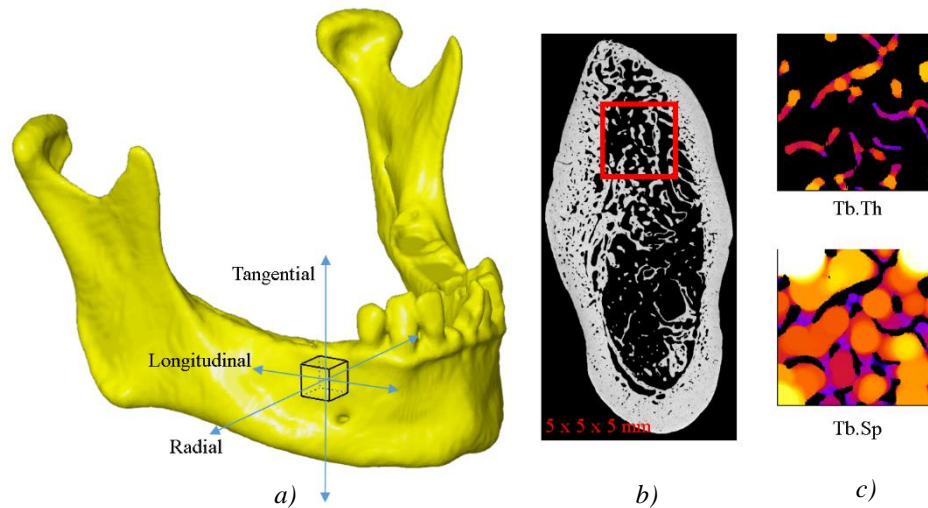 Tangential
Longitudinal
Radial
a)
5 x 5 x 5 mm
b)
Tb.Th
Tb.Sp
c)